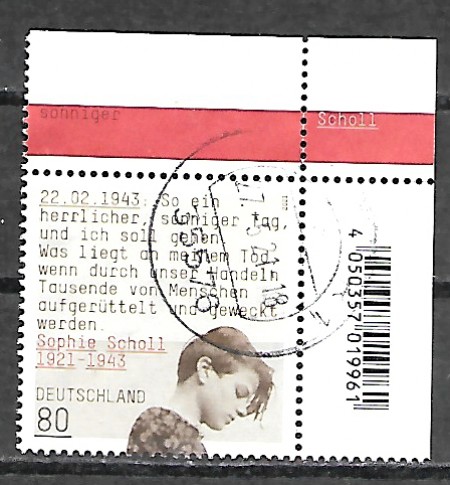 sonniger
Scholl
22.02.1943: So ein
herrlicher, sonniger Tag,
und ich soll gehen.
Was liegt an meinem Tod,
wenn durch unser Handeln
Tausende von Menschen
aufgerüttelt und geweckt
werden.
Sophie Scholl
1921-1943
DEUTSCHLAND
80
4 050357 019961